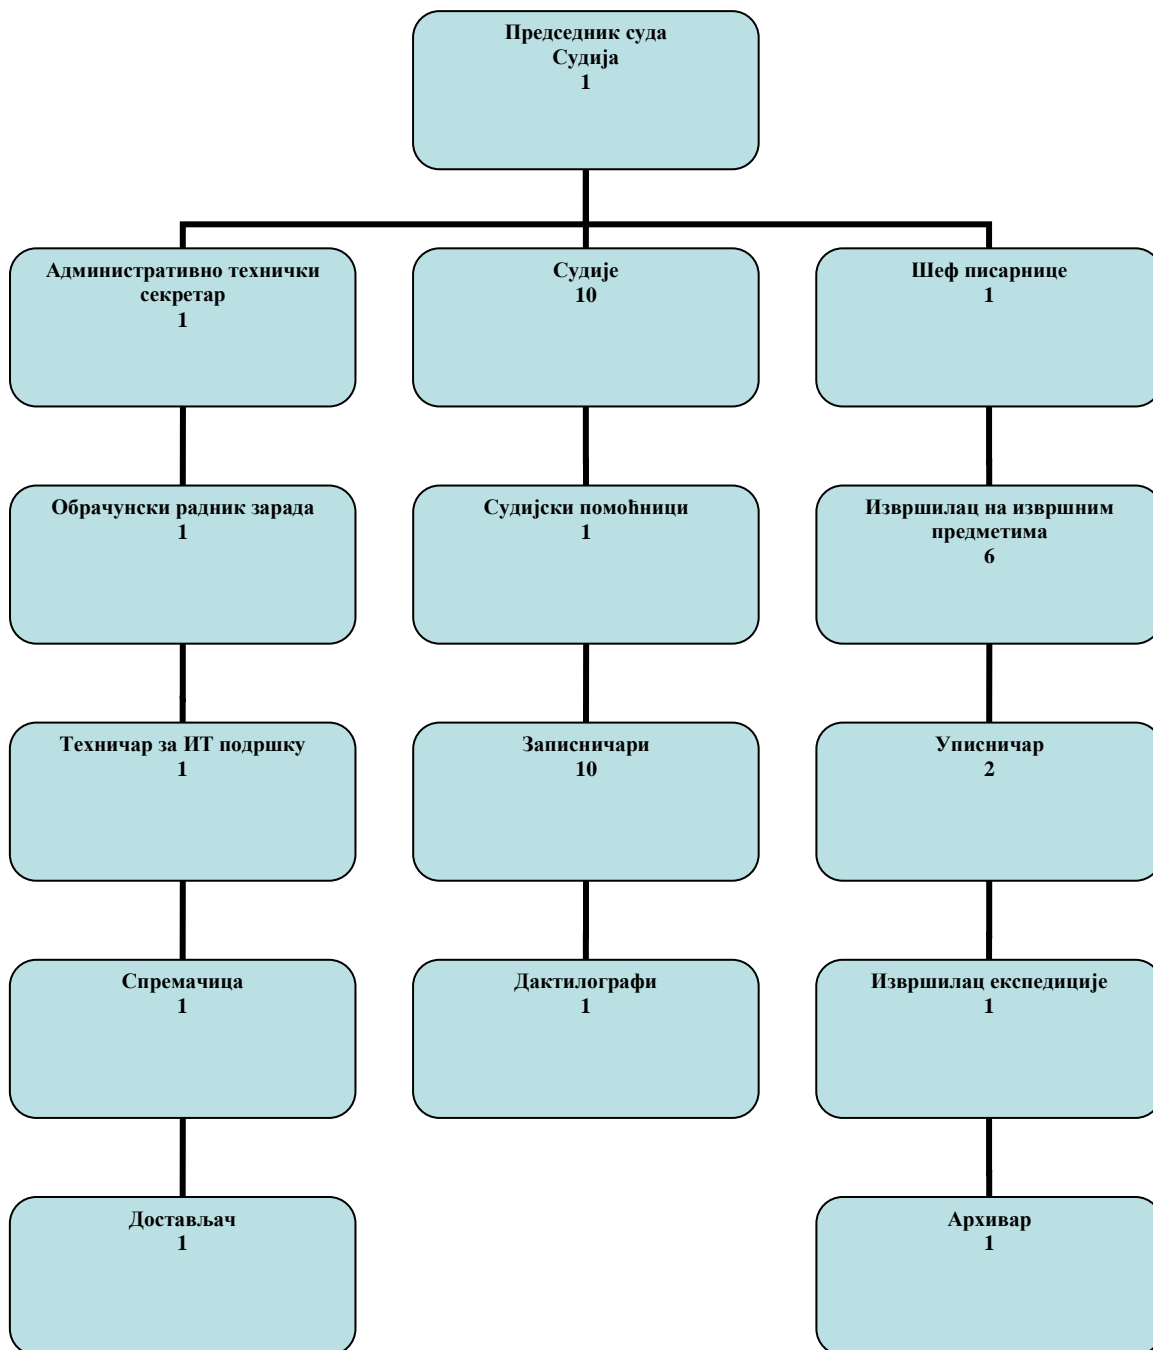 Председник суда
Судија
1
Административно технички
секретар
1
Судије
10
Шеф писарнице
1
Обрачунски радник зарада
1
Судијски помоћници
1
Извршилац на извршним
предметима
6
Техничар за ИТ подршку
1
Записничари
10
Уписничар
2
Спремачица
1
Дактилографи
1
Извршилац експедиције
1
Достављач
1
Архивар
1